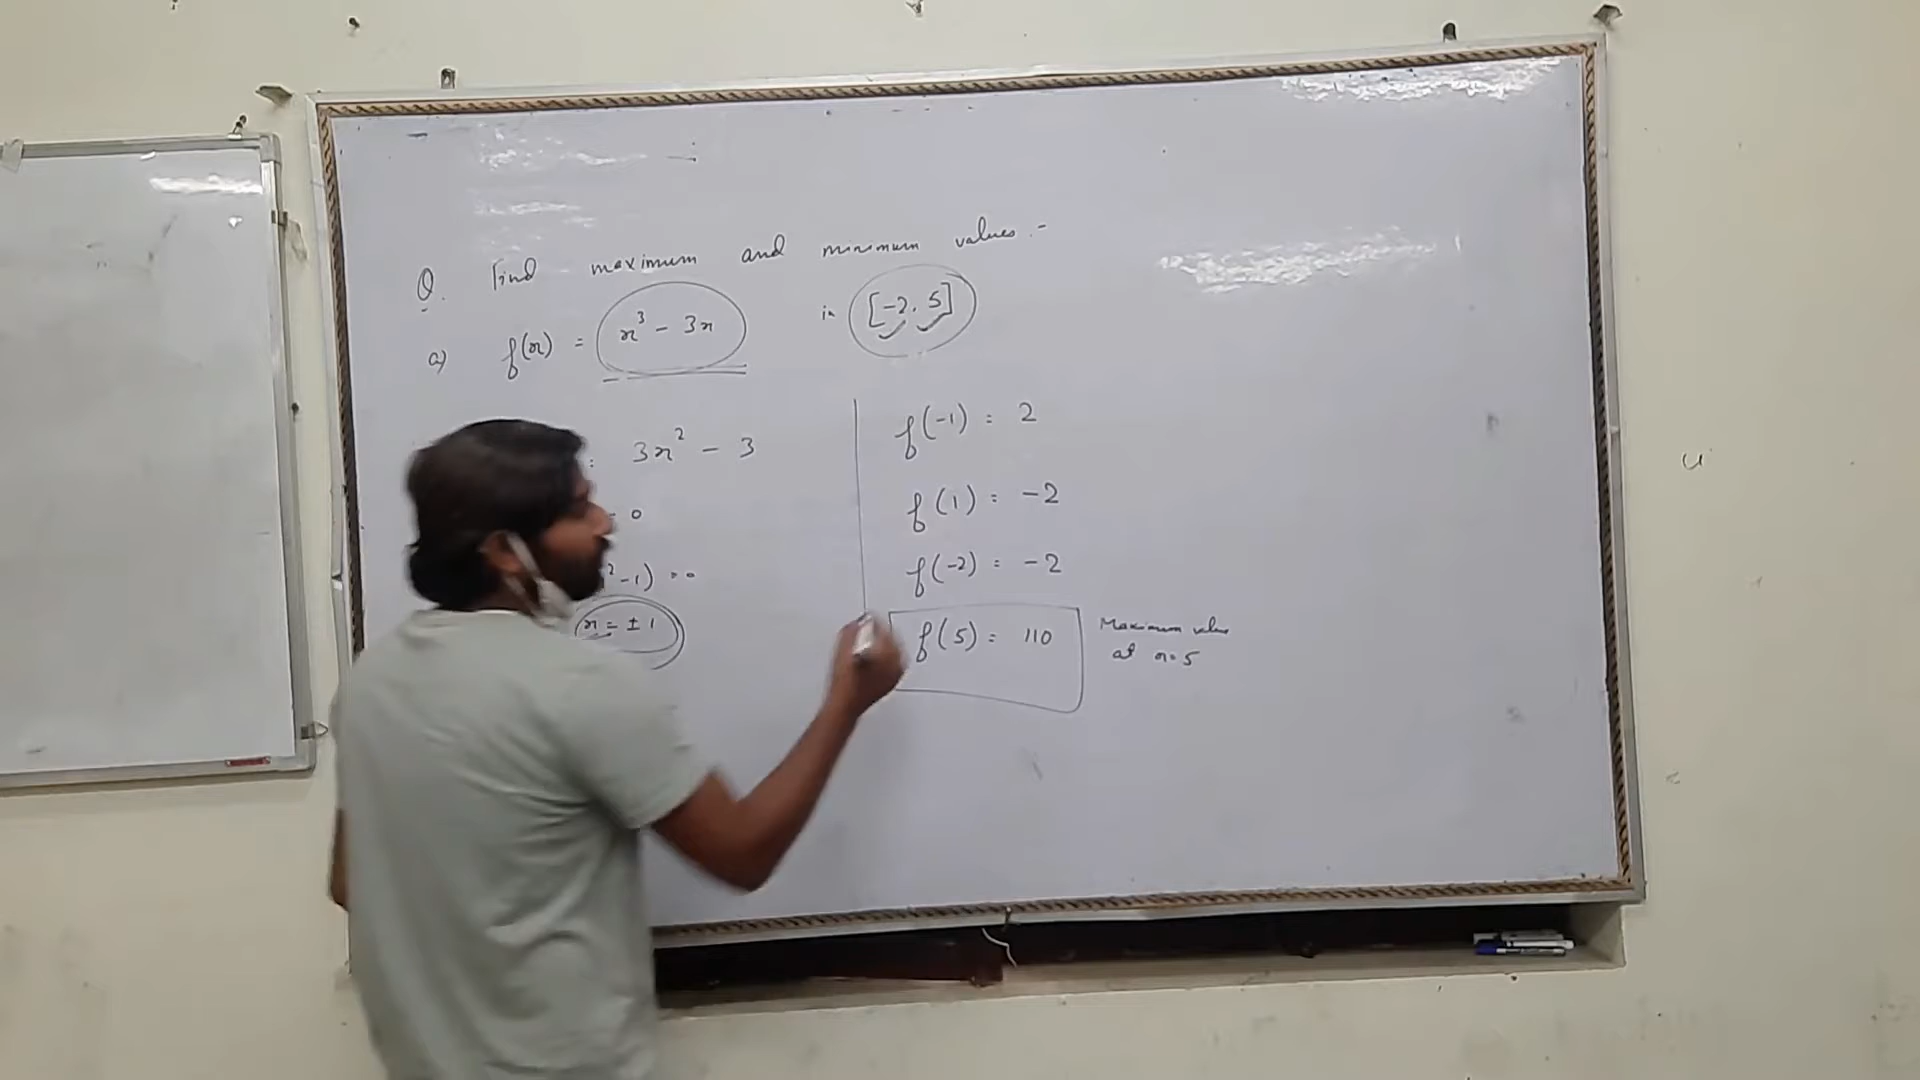 Q. Find maximum and minimum values :-
a) f(x) = x³ - 3x in [-2, 5]
= 3x² - 3
= 0
²-1) = 0
x = ±1
f(-1) = 2
f(1) = -2
f(-2) = -2
f(5) = 110
Maximum value
at x=5